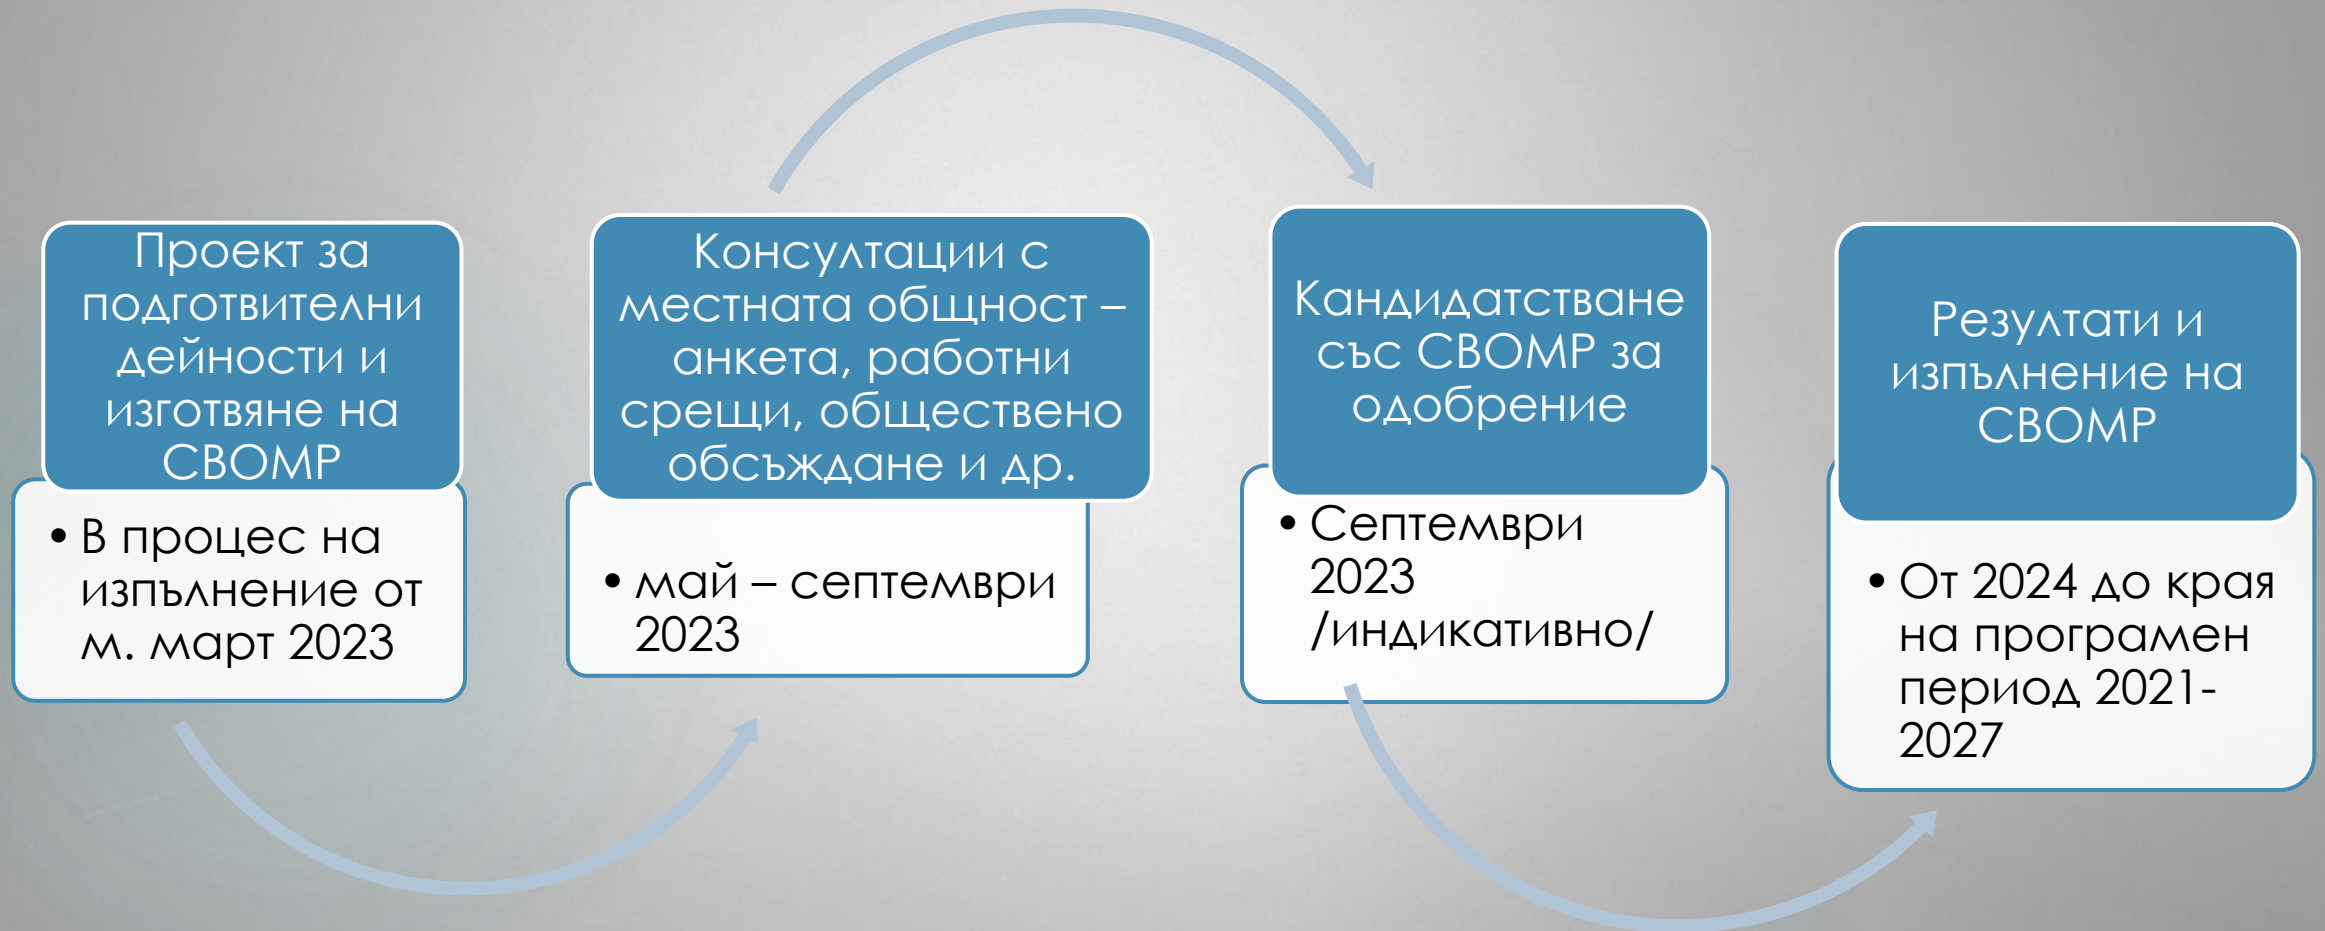 Проект за
подготвителни
дейности и
изготвяне на
СВОМР
• В процес на
изпълнение от
м. март 2023
Консултации с
местната общност –
анкета, работни
срещи, обществено
обсъждане и др.
• май – септември
2023
Кандидатстване
със СВОМР за
одобрение
• Септември
2023
/индикативно/
Резултати и
изпълнение на
СВОМР
• От 2024 до края
на програмен
период 2021-
2027